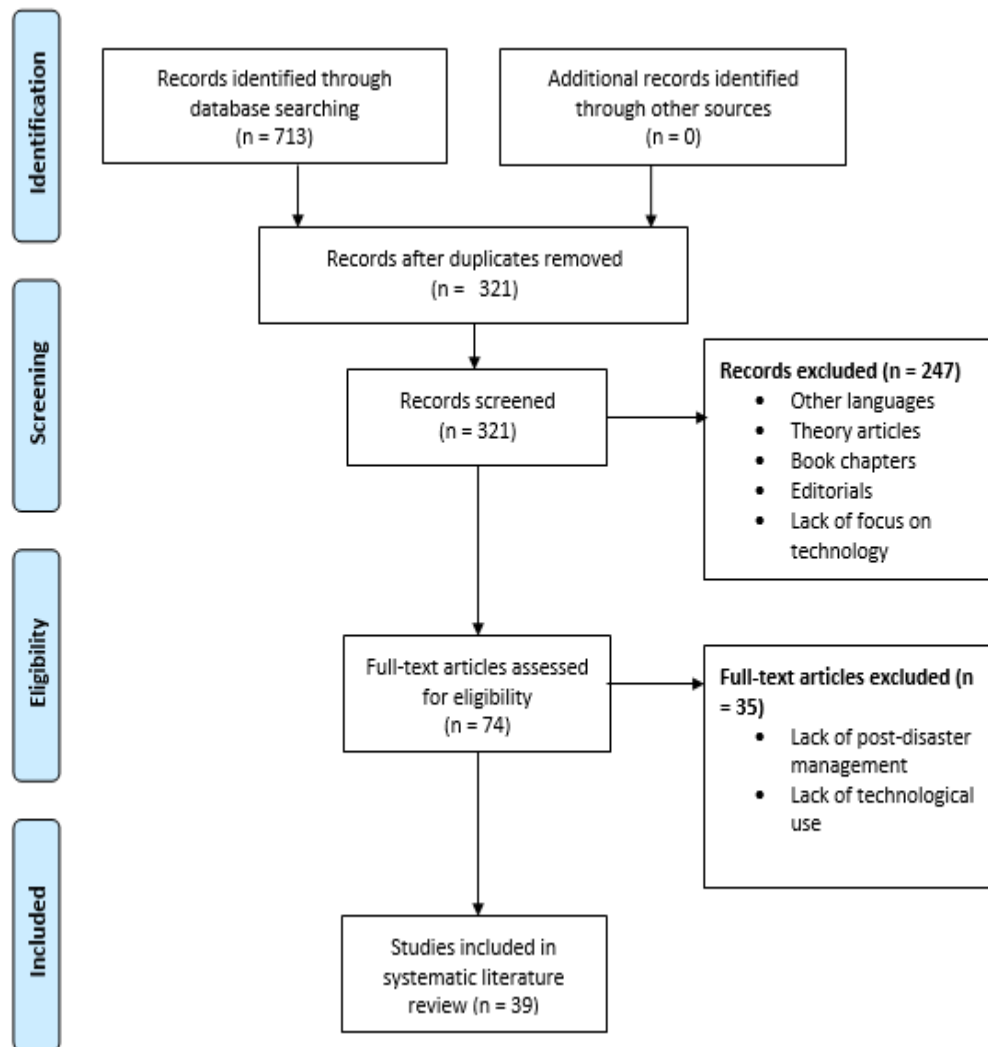 Identification
Records identified through
database searching
(n = 713)
Additional records identified
through other sources
(n = 0)
Records after duplicates removed
(n = 321)
Screening
Records screened
(n = 321)
Records excluded (n = 247)
• Other languages
• Theory articles
• Book chapters
• Editorials
• Lack of focus on
technology
Eligibility
Full-text articles assessed
for eligibility
(n = 74)
Full-text articles excluded (n
= 35)
• Lack of post-disaster
management
• Lack of technological
use
Included
Studies included in
systematic literature
review (n = 39)